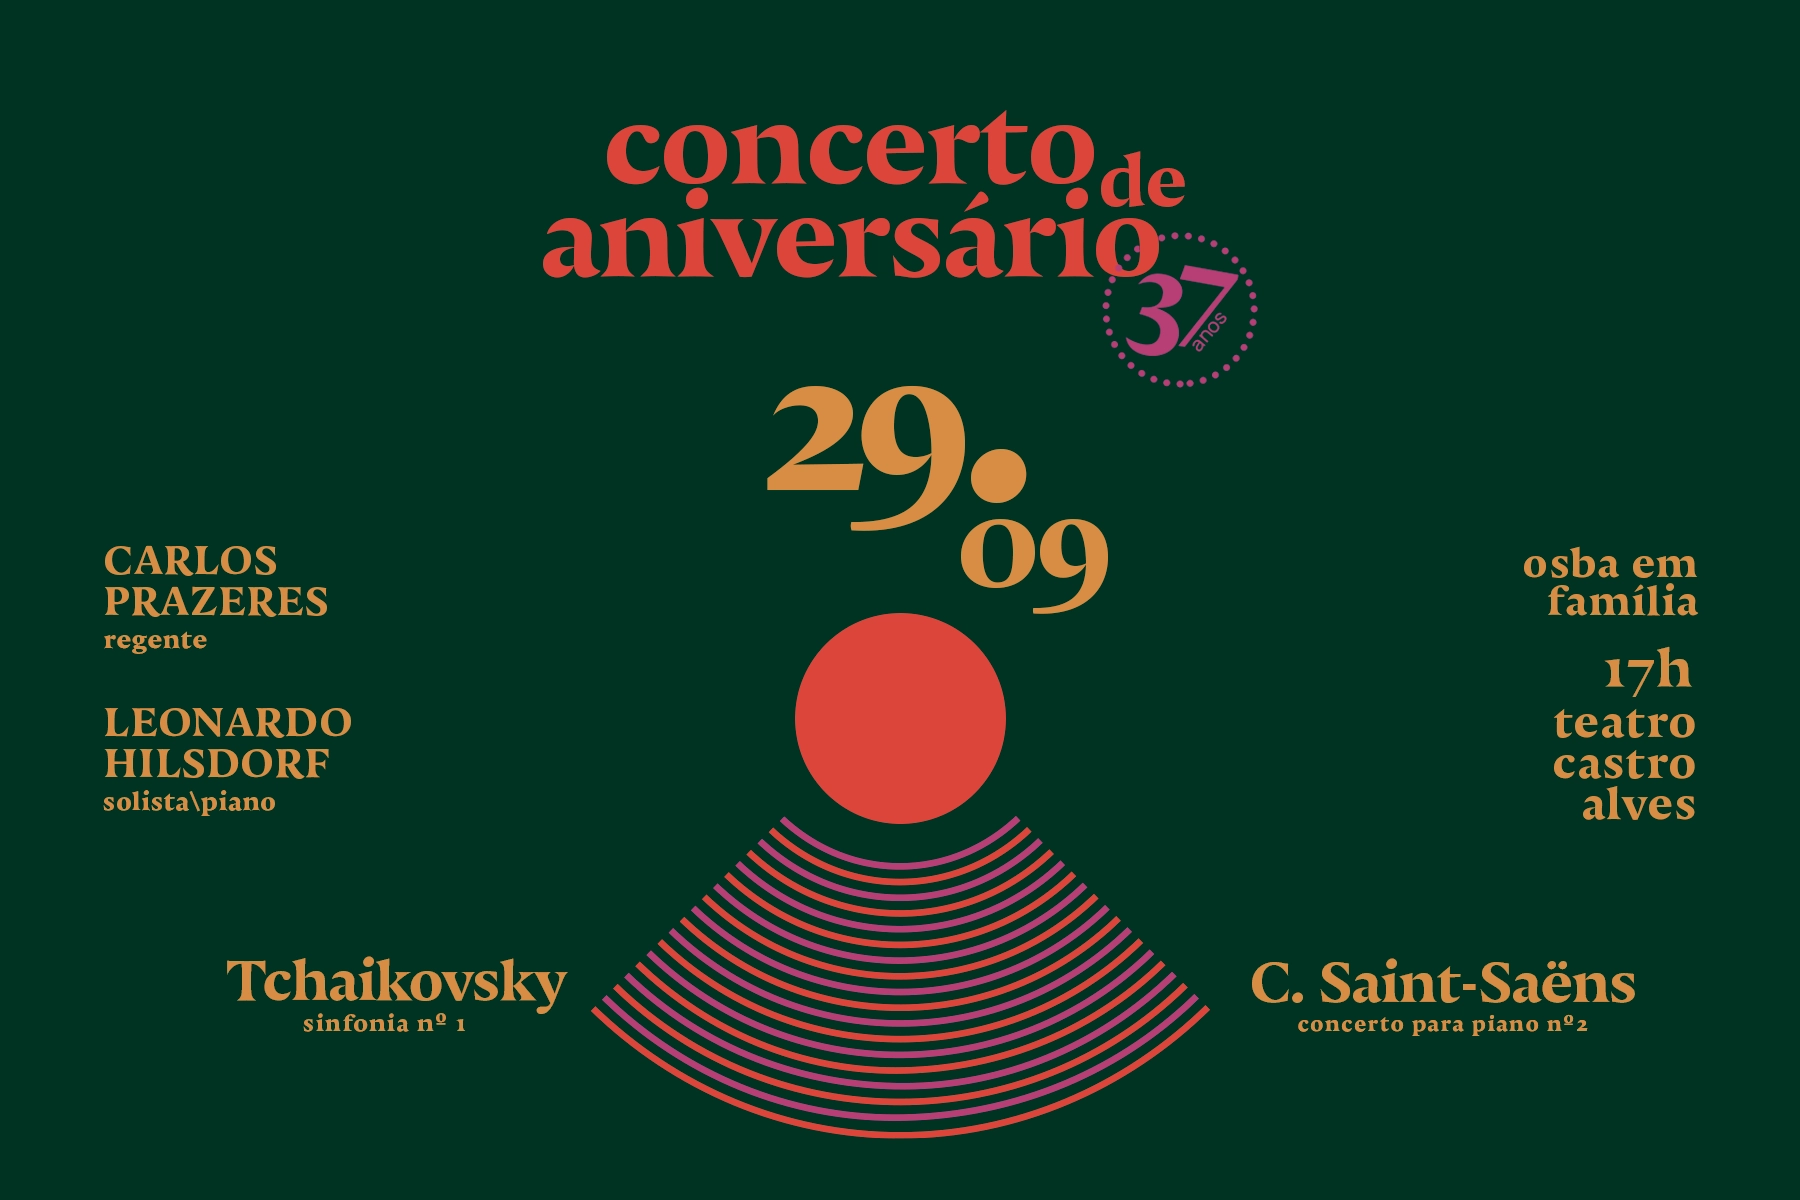 concerto de
aniversário
37
anos
29.
09
CARLOS
PRAZERES
regente
LEONARDO
HILSDORF
solista\piano
osba em
família
17h
teatro
castro
alves
Tchaikovsky
sinfonia nº 1
C. Saint-Saëns
concerto para piano nº2